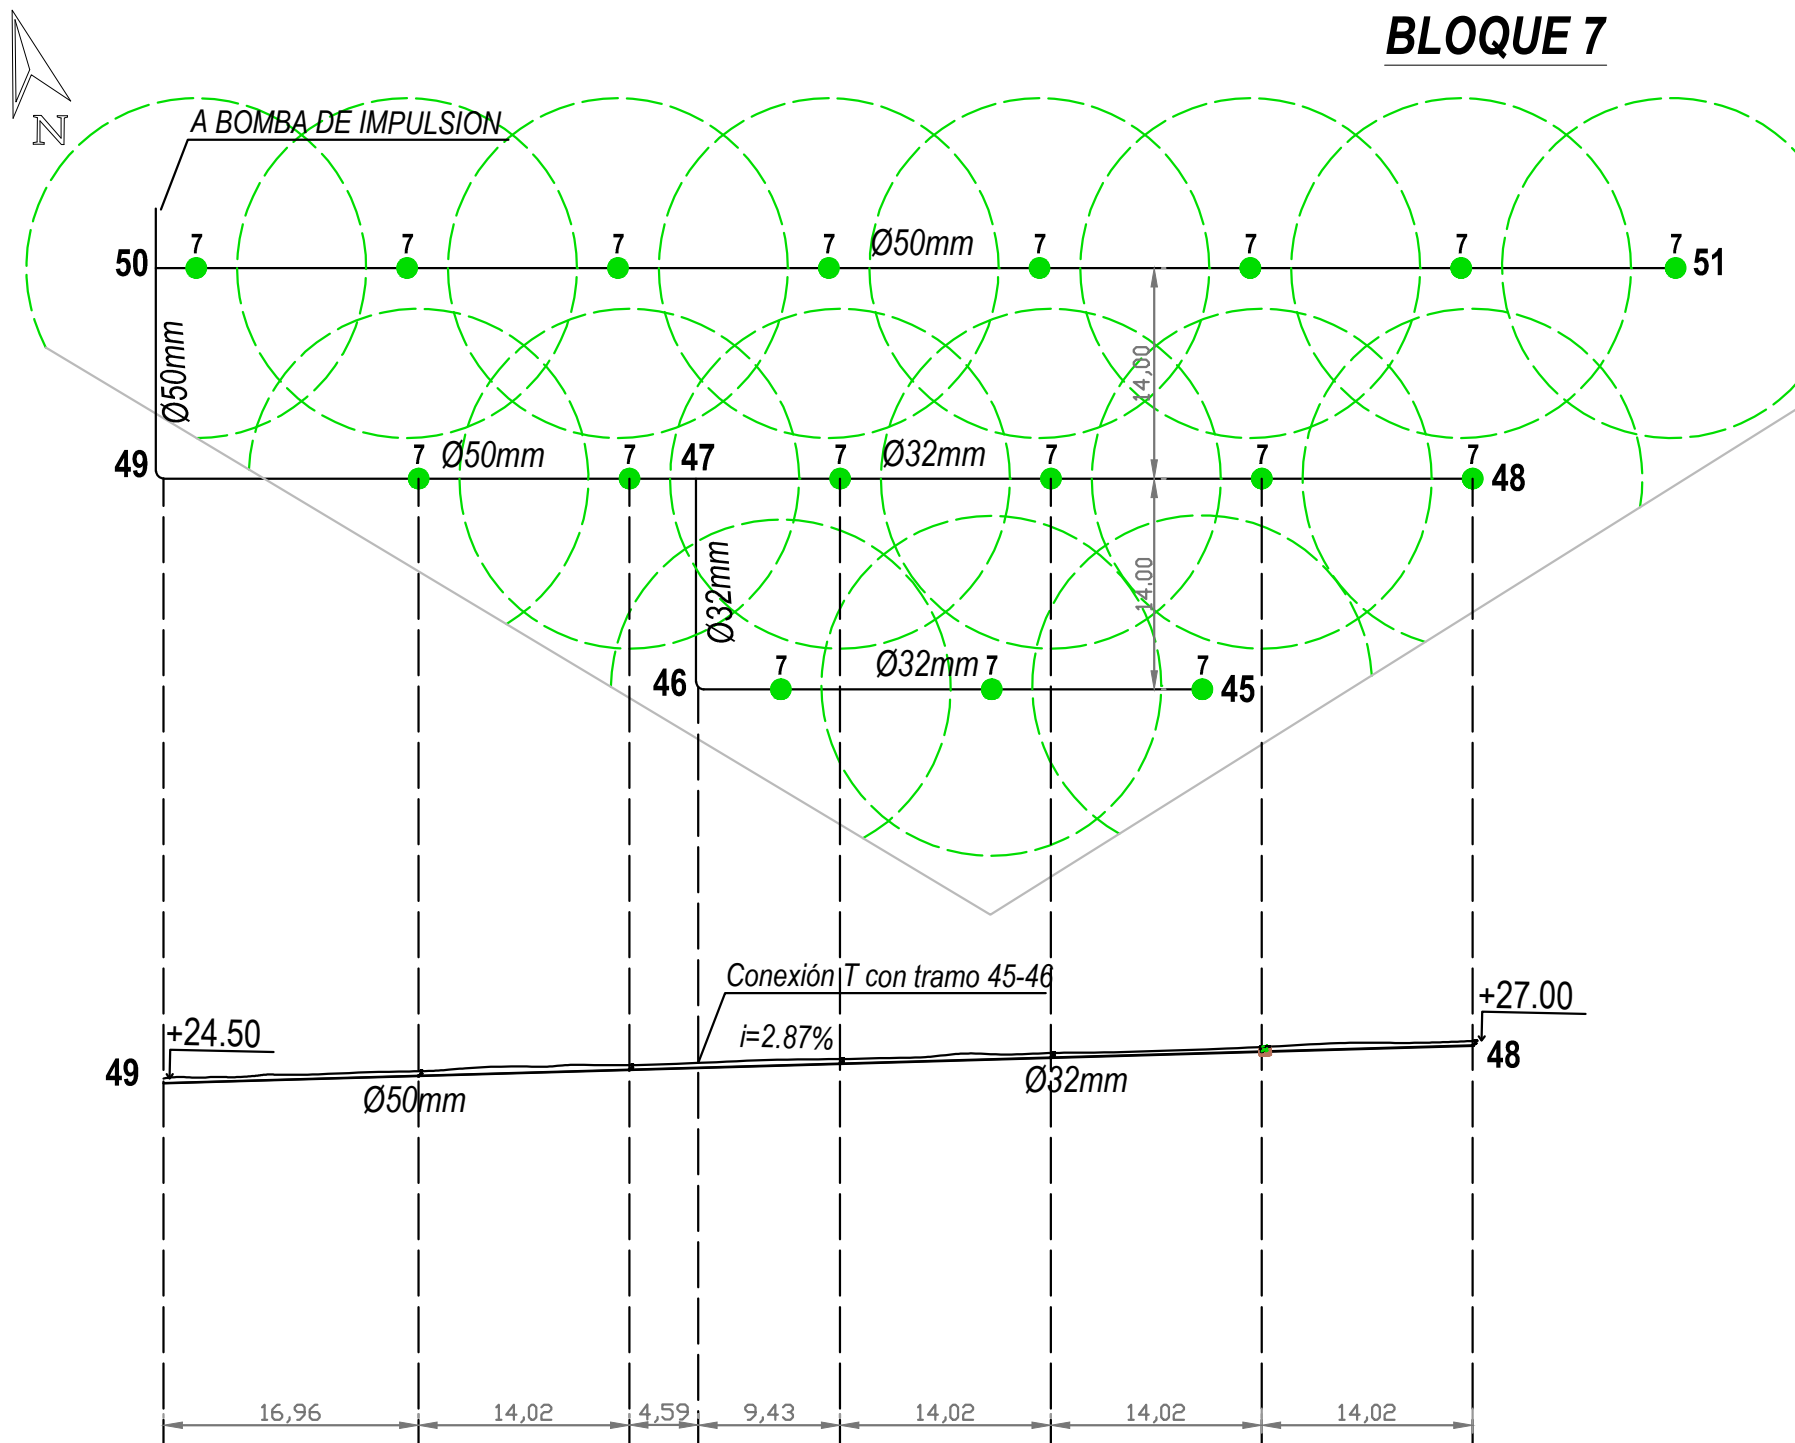 BLOQUE 7
N
A BOMBA DE IMPULSION
7 7 7 7 7 7 7 7
50 Ø50mm 51
Ø50mm
14,00
49 7 Ø50mm 7 47 7 Ø32mm 7 7 7 48
Ø32mm
14.00
46 7 Ø32mm 7 7 45
Conexión T con tramo 45-46
+24.50 i=2.87% +27.00
49 Ø50mm Ø32mm 48
16,96 14,02 4,59 9,43 14,02 14,02 14,02